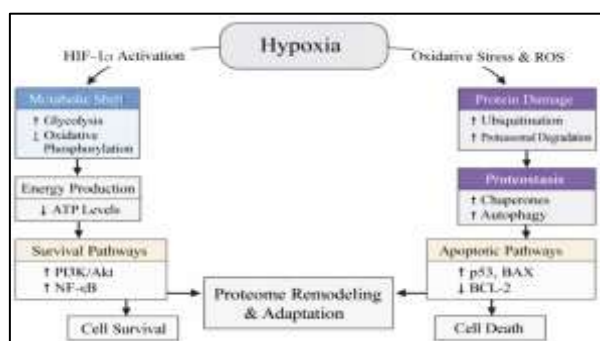 Hypoxia
HIF-1α Activation
Oxidative Stress & ROS
Metabolic Shift
↑ Glycolysis
↓ Oxidative
Phosphorylation
Energy Production
↓ ATP Levels
Survival Pathways
↑ PI3K/Akt
↑ NF-κB
Cell Survival
Protein Damage
↑ Ubiquitination
↑ Proteasomal Degradation
Proteostasis
↑ Chaperones
↑ Autophagy
Apoptotic Pathways
↑ p53, BAX
↓ BCL-2
Cell Death
Proteome Remodeling
& Adaptation